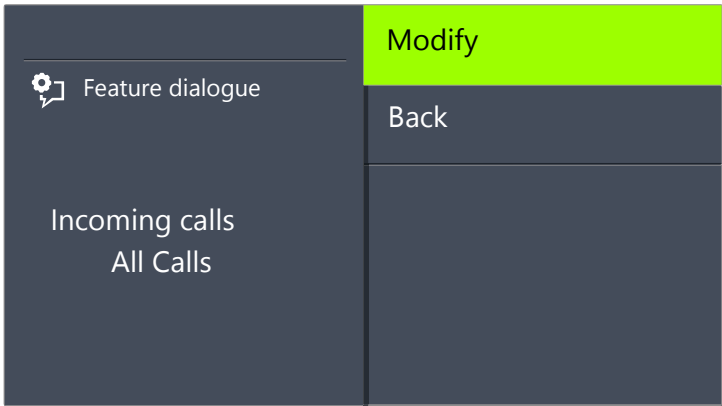 Feature dialogue
Incoming calls
All Calls
Modify
Back